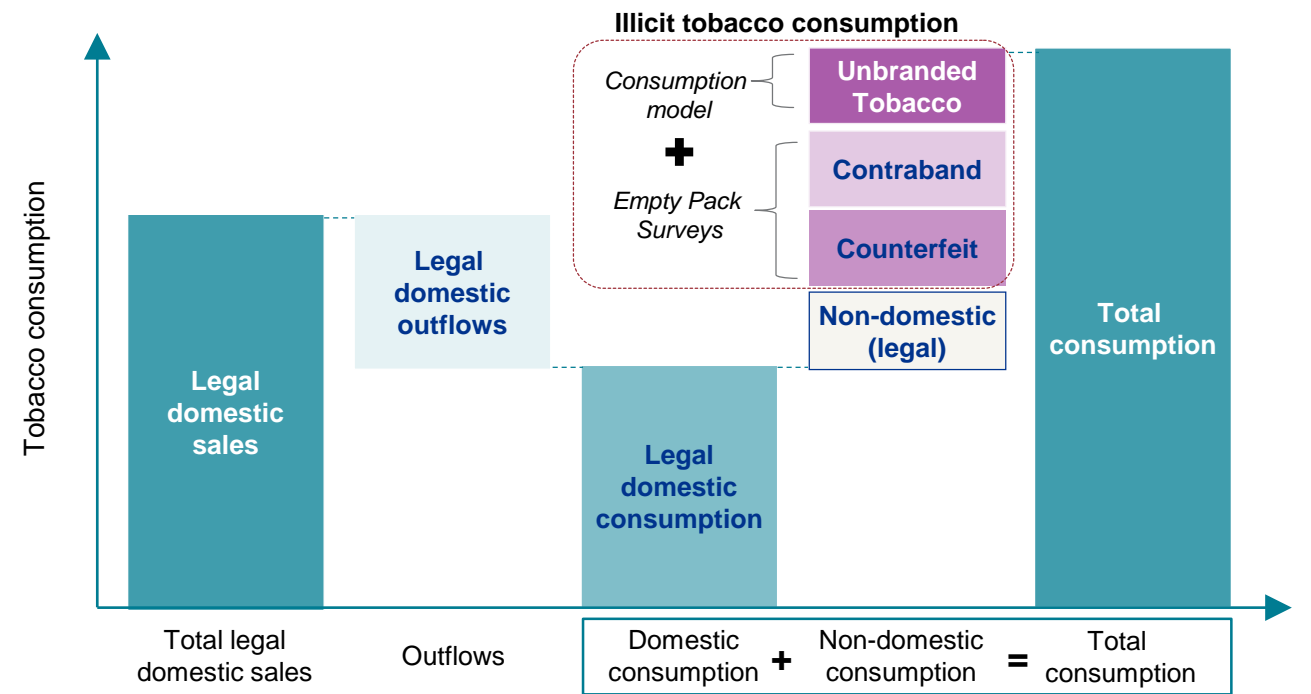 Illicit tobacco consumption
Tobacco consumption
Consumption
model
+
Empty Pack
Surveys
Unbranded
Tobacco
Contraband
Counterfeit
Non-domestic
(legal)
Legal
domestic
sales
Legal
domestic
outflows
Legal
domestic
consumption
Total
consumption
Total legal
domestic sales
Outflows
Domestic
consumption
+
Non-domestic
consumption
=
Total
consumption